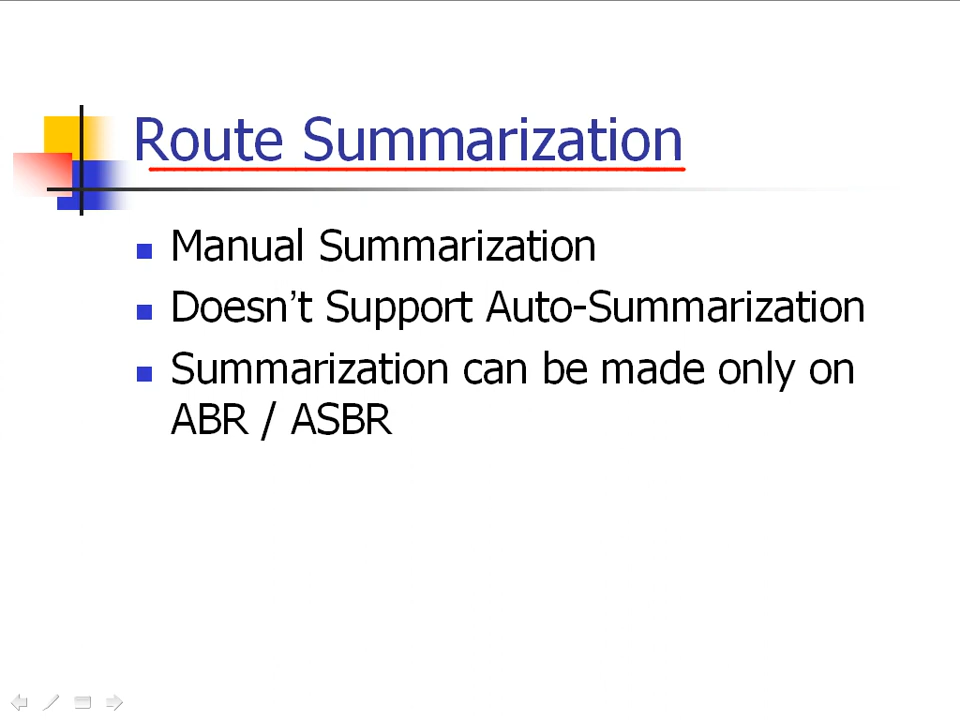 Route Summarization
Manual Summarization
Doesn’t Support Auto-Summarization
Summarization can be made only on
ABR / ASBR